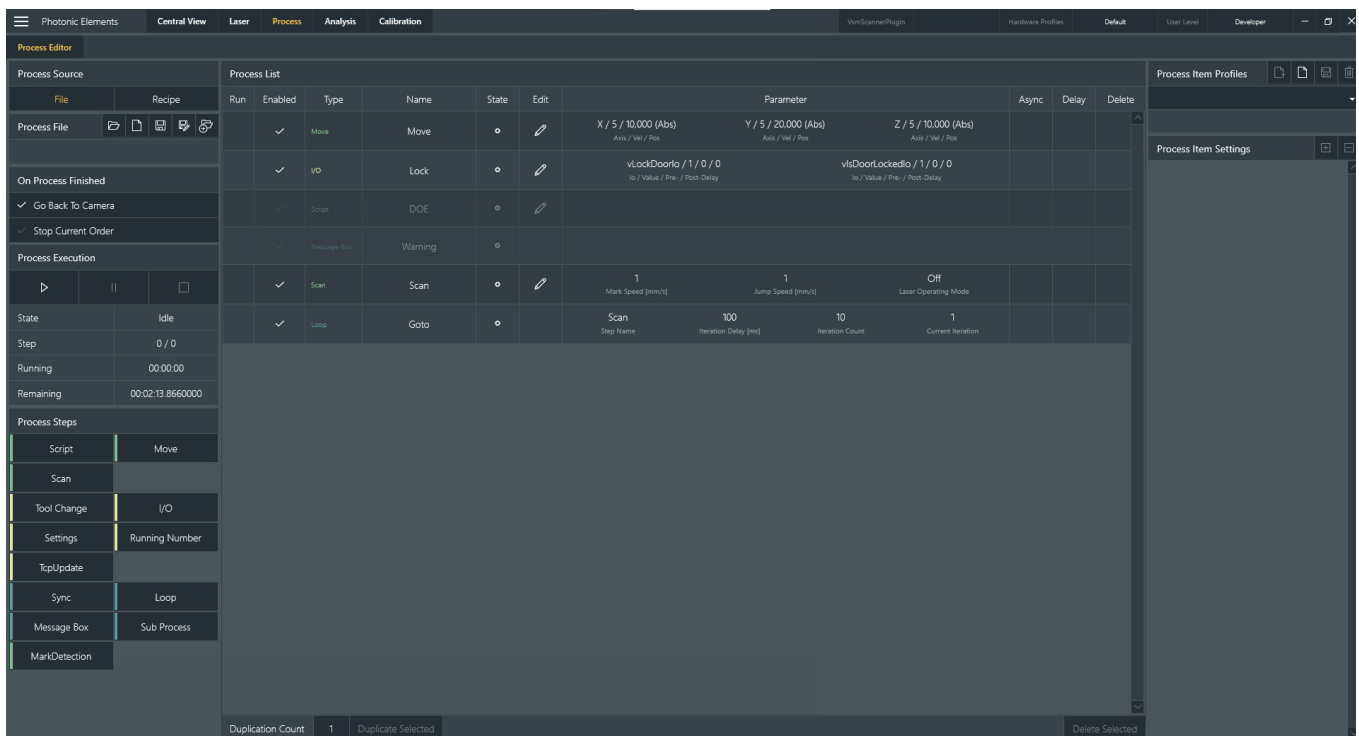 Photonic Elements Central View Laser Process Analysis Calibration VsmScannerPlugin Hardware Profiles Default User Level Developer
Process Editor
Process Source
File Recipe
Process File
On Process Finished
Go Back To Camera
Stop Current Order
Process Execution
State Idle
Step 0 / 0
Running 00:00:00
Remaining 00:02:13.8660000
Process Steps
Script Move
Scan
Tool Change I/O
Settings Running Number
TcpUpdate
Sync Loop
Message Box Sub Process
MarkDetection
Process List
Run Enabled Type Name State Edit Parameter Async Delay Delete
Move Move X / 5 / 10,000 (Abs) Y / 5 / 20,000 (Abs) Z / 5 / 10,000 (Abs)
Axis / Vel / Pos Axis / Vel / Pos Axis / Vel / Pos
I/O Lock vLockDoorIo / 1 / 0 / 0 vIsDoorLockedIo / 1 / 0 / 0
Io / Value / Pre- / Post-Delay Io / Value / Pre- / Post-Delay
Script DOE
Message Box Warning
Scan Scan 1 1 Off
Mark Speed [mm/s] Jump Speed [mm/s] Laser Operating Mode
Loop Goto Scan 100 10 1
Step Name Iteration Delay [ms] Iteration Count Current Iteration
Duplication Count 1 Duplicate Selected Delete Selected
Process Item Profiles
Process Item Settings